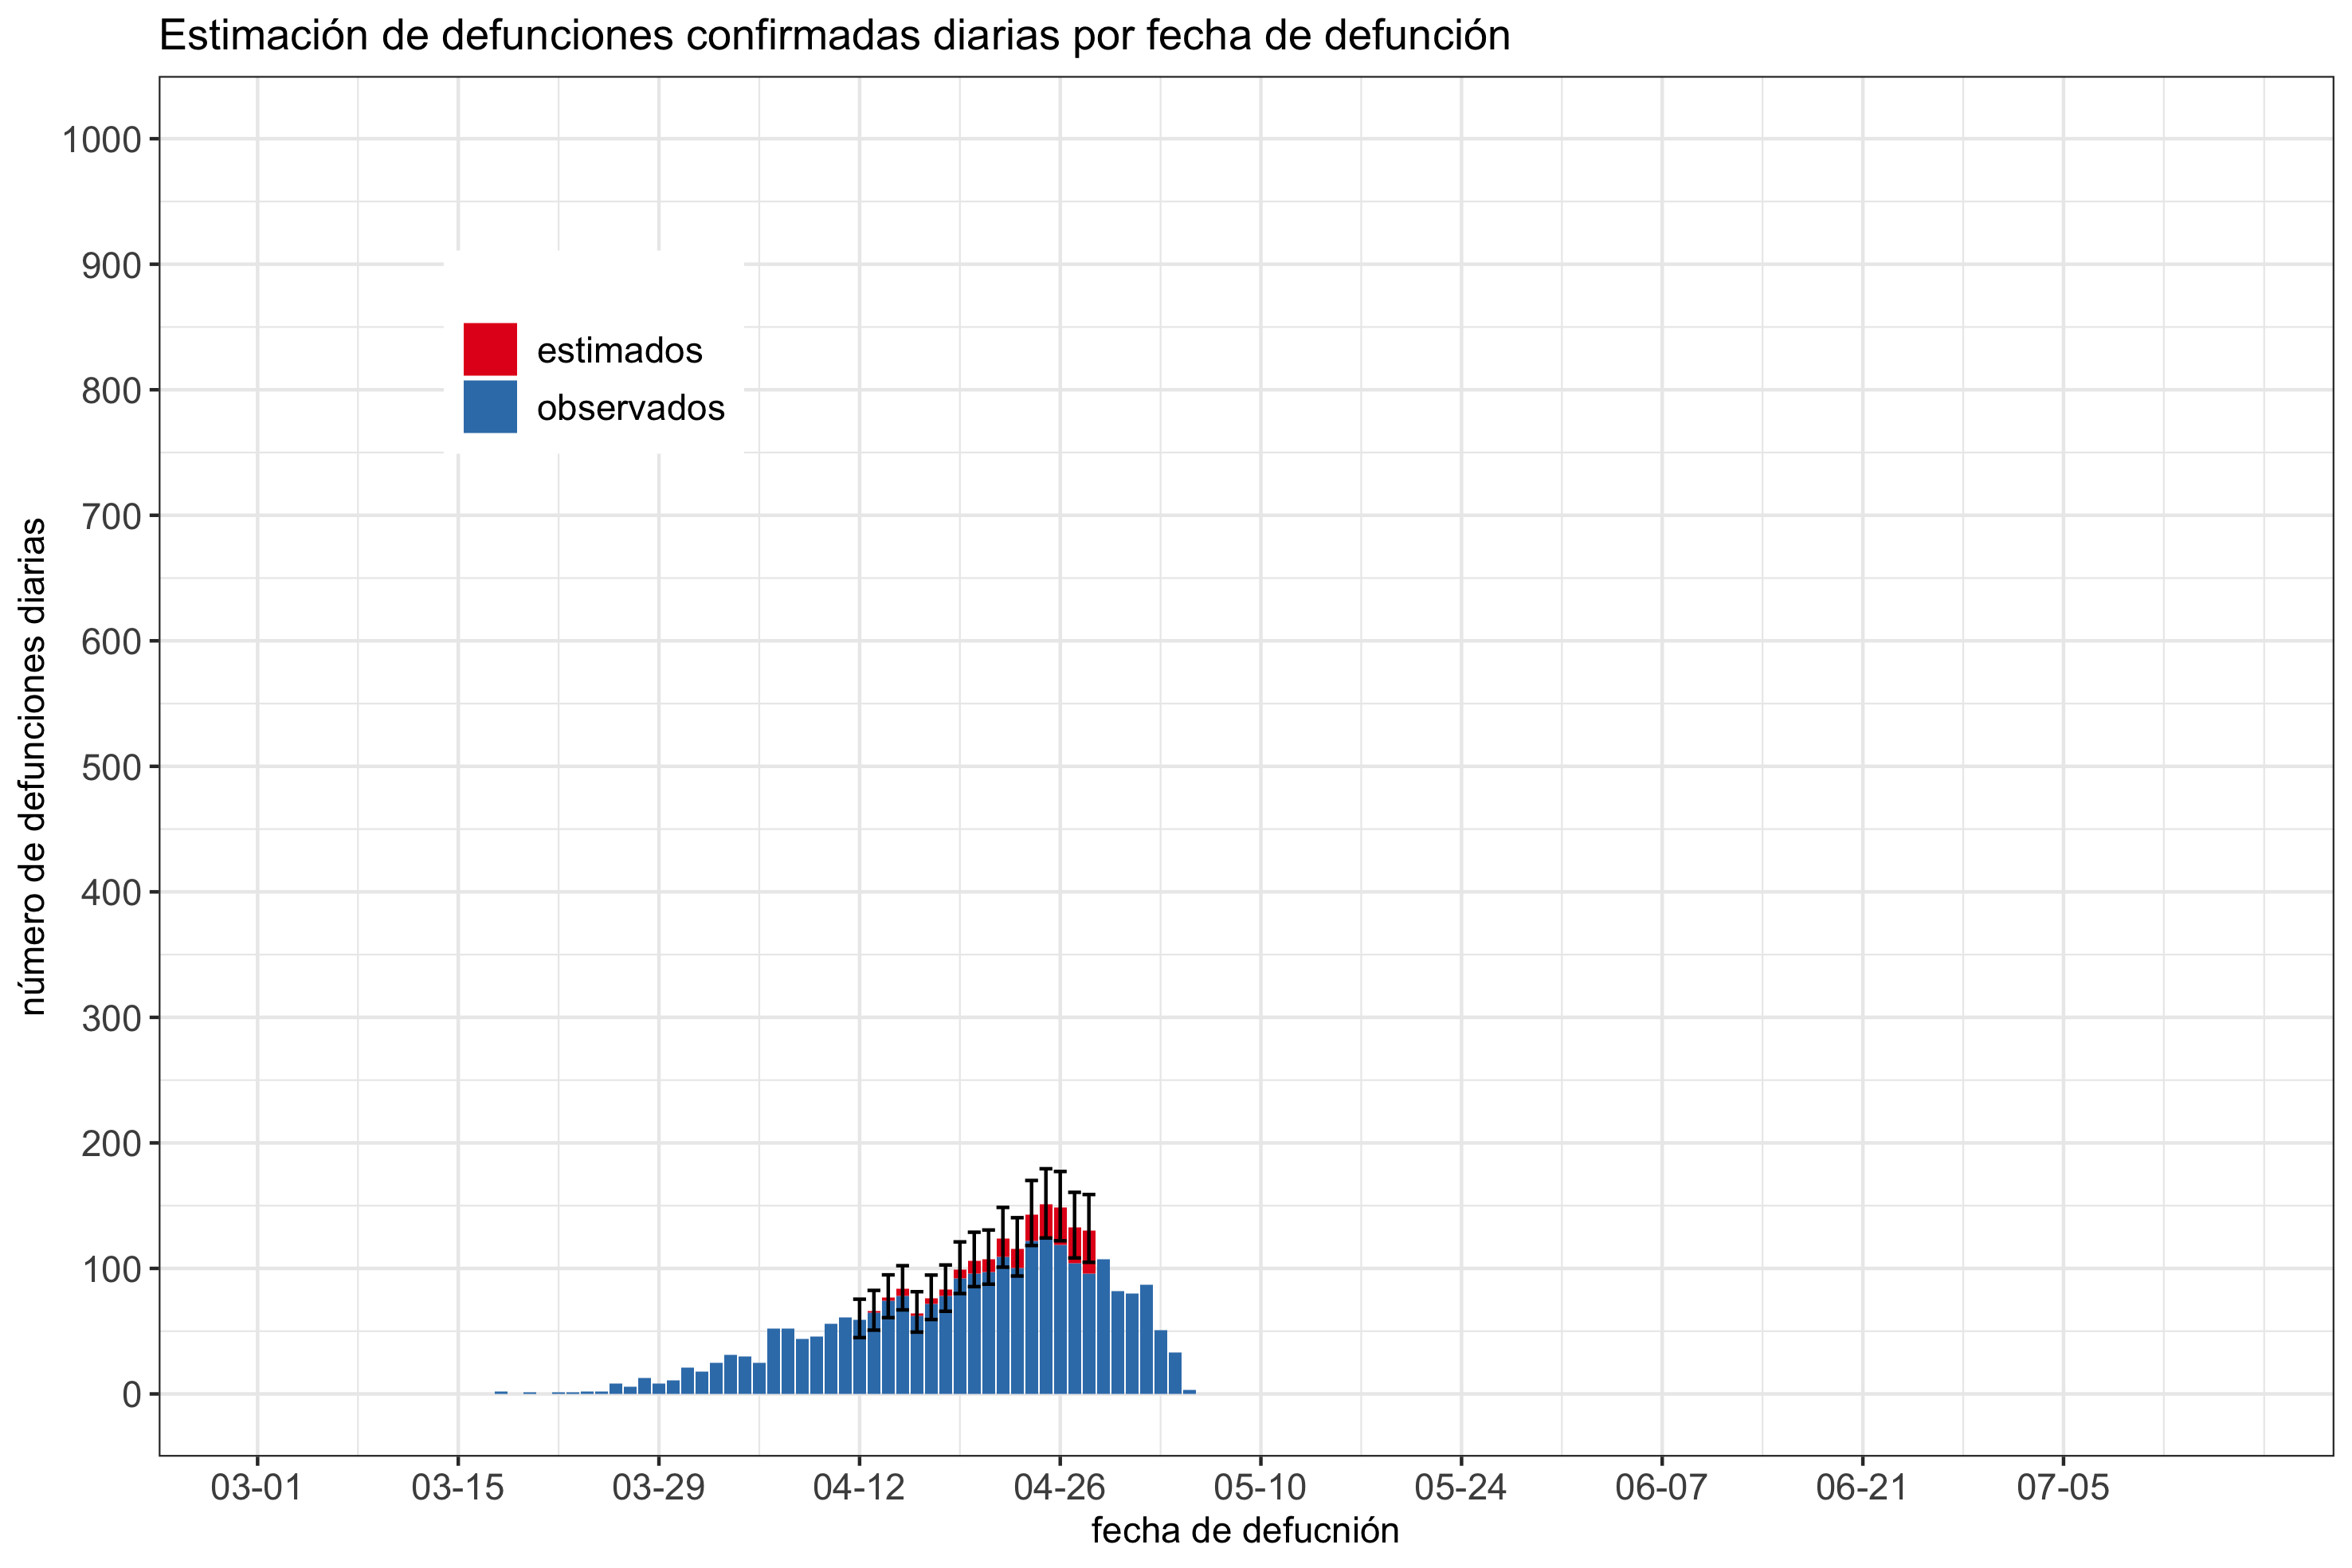 Estimación de defunciones confirmadas diarias por fecha de defunción
1000
900
800
700
600
500
400
300
200
100
0
número de defunciones diarias
estimados
observados
03-01 03-15 03-29 04-12 04-26 05-10 05-24 06-07 06-21 07-05
fecha de defucnión